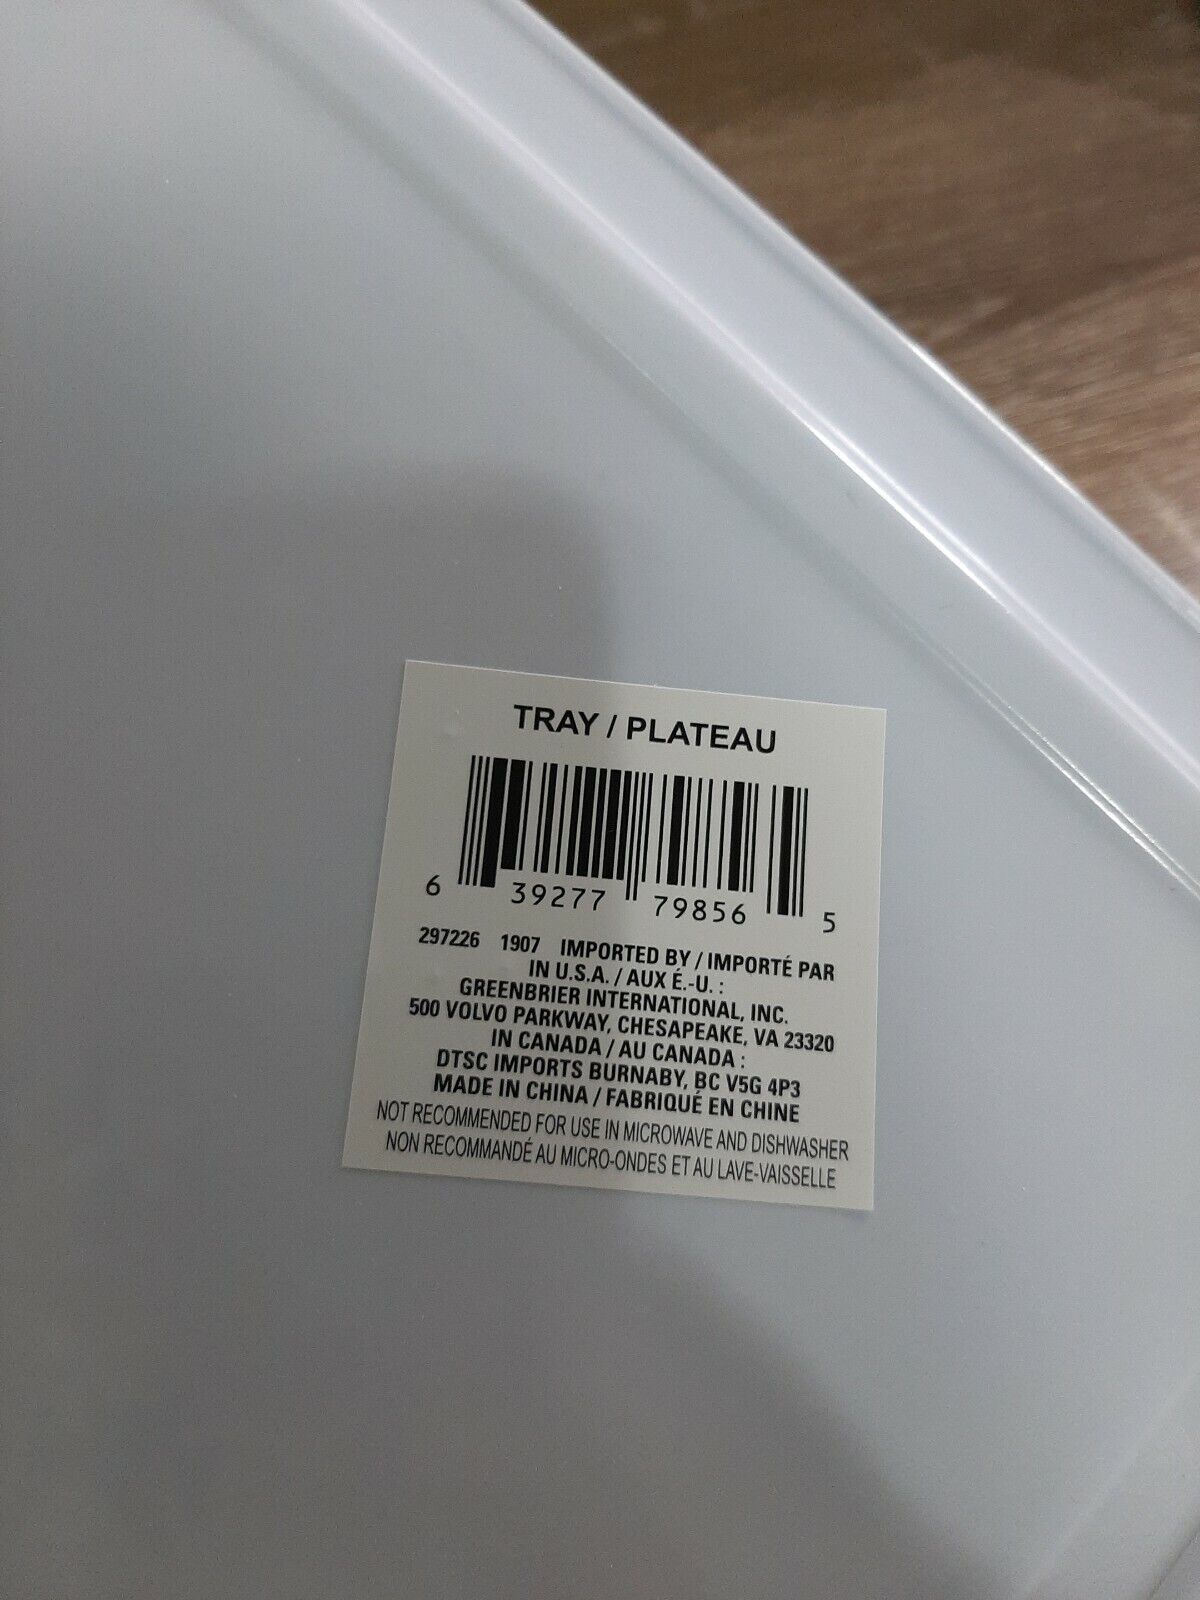 TRAY / PLATEAU
6 39277 79856 5
297226 1907 IMPORTED BY / IMPORTÉ PAR
IN U.S.A. / AUX É.-U. :
GREENBRIER INTERNATIONAL, INC.
500 VOLVO PARKWAY, CHESAPEAKE, VA 23320
IN CANADA / AU CANADA :
DTSC IMPORTS BURNABY, BC V5G 4P3
MADE IN CHINA / FABRIQUÉ EN CHINE
NOT RECOMMENDED FOR USE IN MICROWAVE AND DISHWASHER
NON RECOMMANDÉ AU MICRO-ONDES ET AU LAVE-VAISSELLE